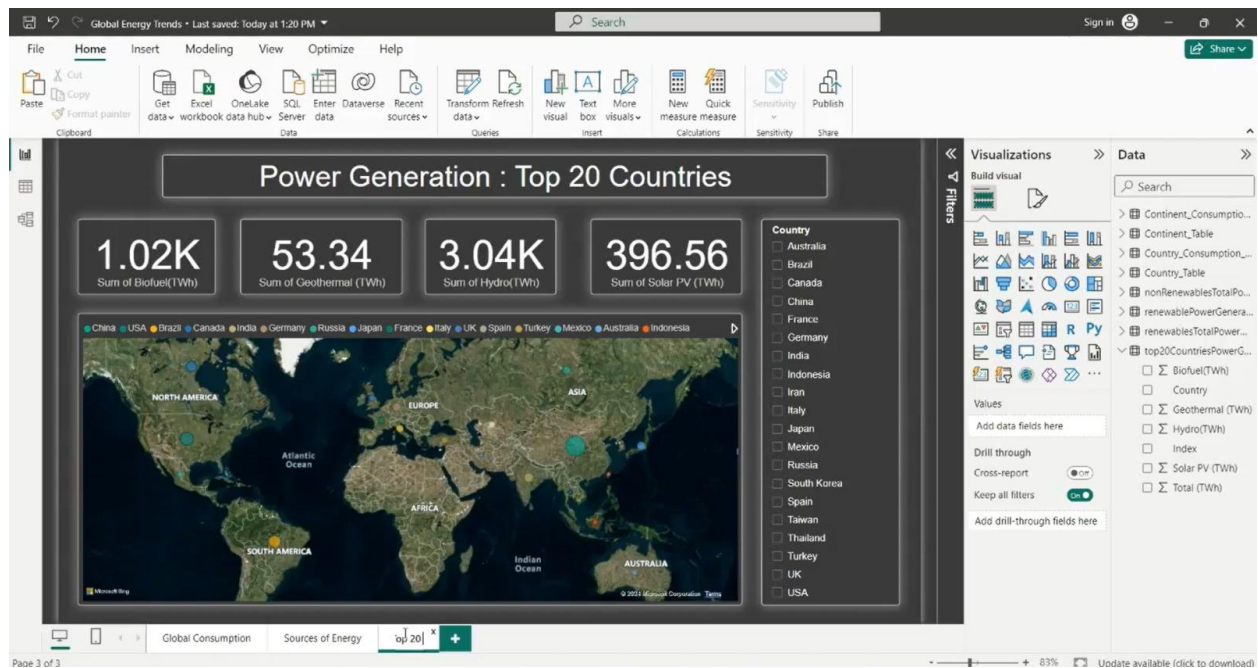 Global Energy Trends • Last saved: Today at 1:20 PM
Search
Sign in
File Home Insert Modeling View Optimize Help
Share
Paste
Cut
Copy
Format painter
Clipboard
Get data
Excel workbook
OneLake data hub
SQL Server
Enter data
Dataverse
Recent sources
Data
Transform data
Refresh
Queries
New visual
Text box
More visuals
Insert
New measure
Quick measure
Calculations
Sensitivity
Sensitivity
Publish
Share
Power Generation : Top 20 Countries
1.02K
Sum of Biofuel(TWh)
53.34
Sum of Geothermal (TWh)
3.04K
Sum of Hydro(TWh)
396.56
Sum of Solar PV (TWh)
China USA Brazil Canada India Germany Russia Japan France Italy UK Spain Turkey Mexico Australia Indonesia
NORTH AMERICA
EUROPE
ASIA
Atlantic
Ocean
AFRICA
SOUTH AMERICA
Indian
Ocean
AUSTRALIA
Microsoft Bing
© 2024 Microsoft Corporation Terms
Country
Australia
Brazil
Canada
China
France
Germany
India
Indonesia
Iran
Italy
Japan
Mexico
Russia
South Korea
Spain
Taiwan
Thailand
Turkey
UK
USA
Filters
Visualizations
Build visual
R Py
Values
Add data fields here
Drill through
Cross-report
Off
Keep all filters
On
Add drill-through fields here
Data
Search
Continent_Consumptio...
Continent_Table
Country_Consumption_...
Country_Table
nonRenewablesTotalPo...
renewablePowerGenera...
renewablesTotalPower...
top20CountriesPowerG...
Σ Biofuel(TWh)
Country
Σ Geothermal (TWh)
Σ Hydro(TWh)
Index
Σ Solar PV (TWh)
Σ Total (TWh)
Global Consumption
Sources of Energy
op 20
x
+
Page 3 of 3
- + 83%
Update available (click to download)